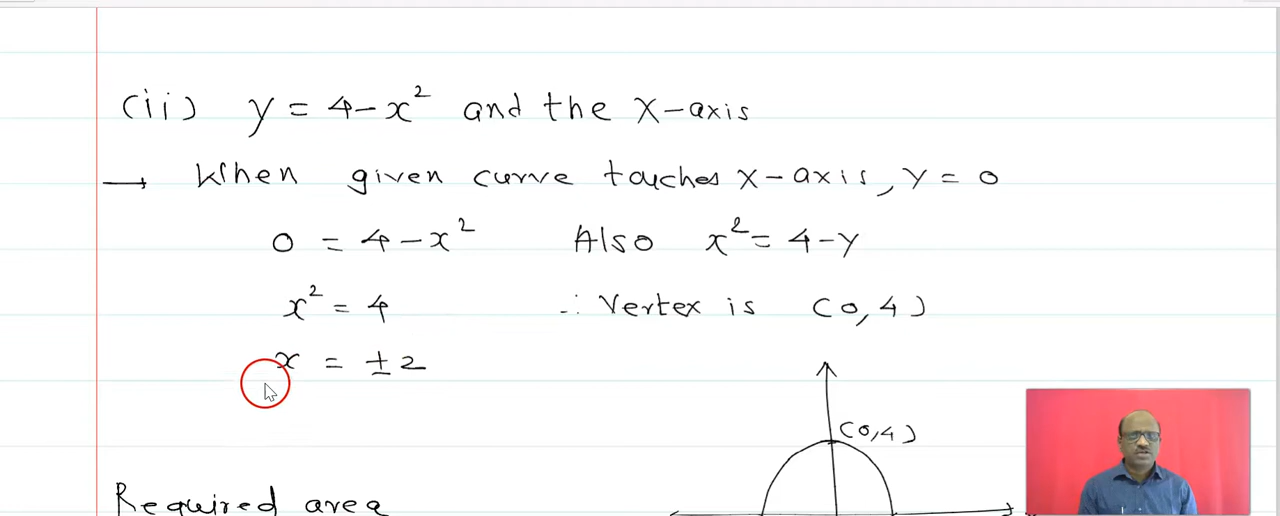 (ii) y = 4-x² and the X-axis
→ When given curve touches X-axis, y = 0
0 = 4-x² Also x² = 4-y
x² = 4 ∴ Vertex is (0,4)
x = ±2
(0,4)
Required area